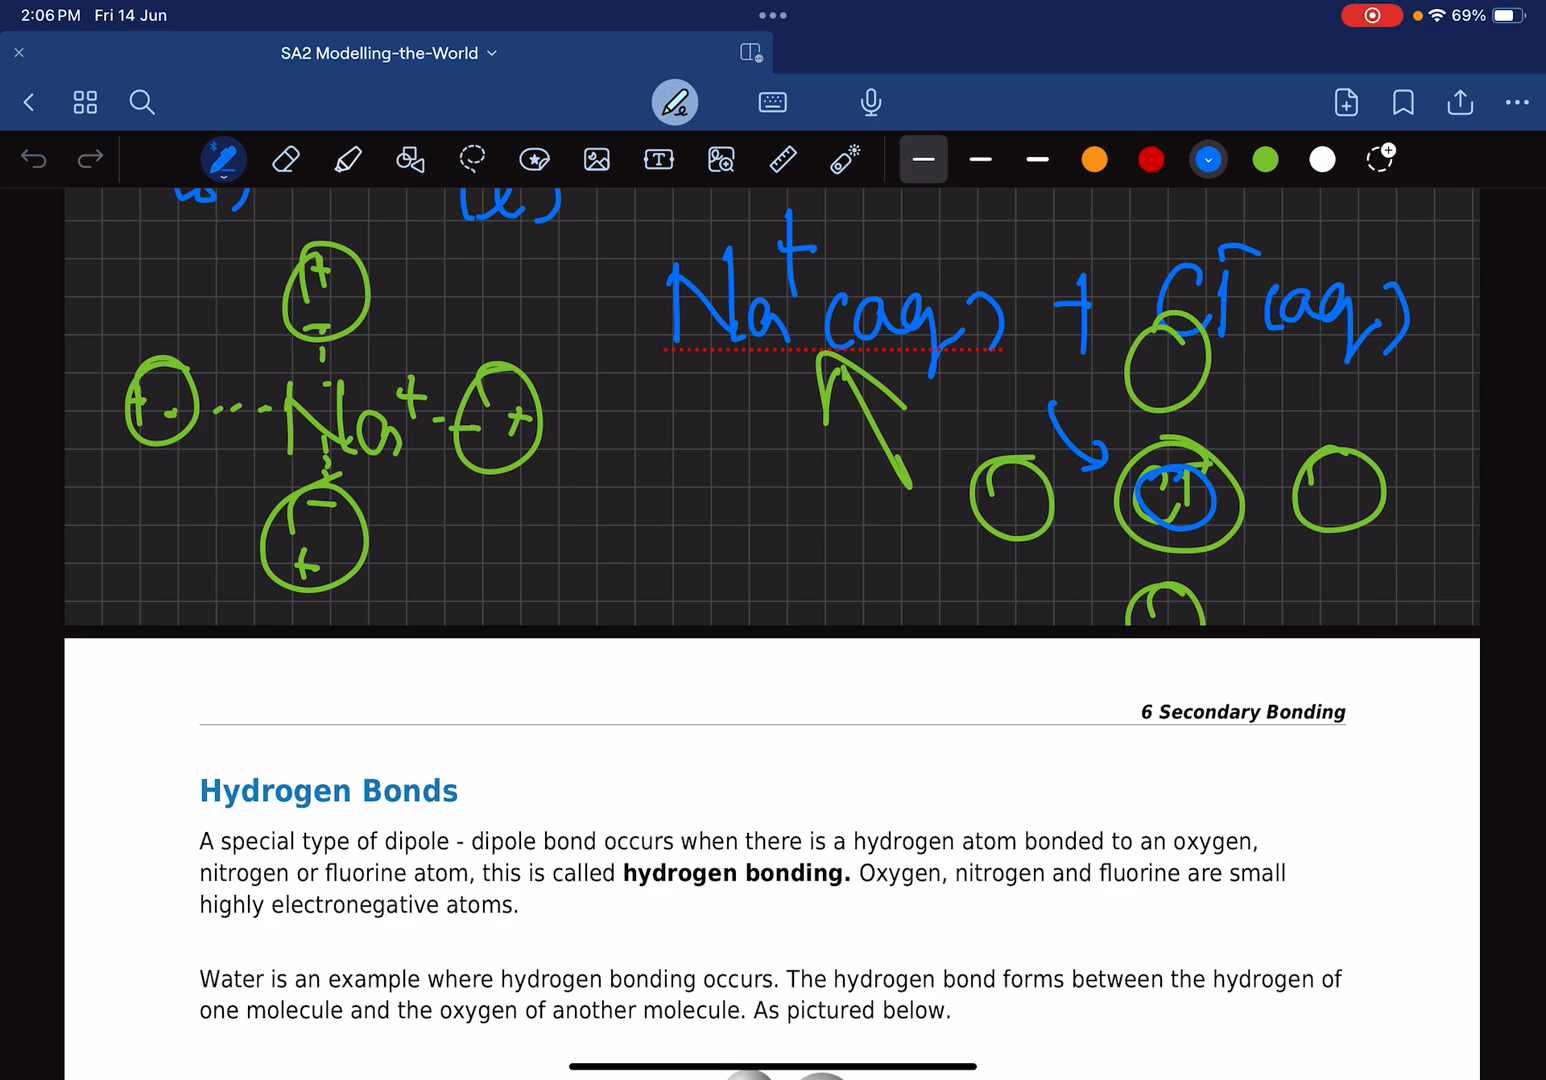 2:06 PM Fri 14 Jun
69%
SA2 Modelling-the-World
T
(l)
Na+(aq) + Cl-(aq)
+
-
+ - Na+ - +
Cl-
-
+
6 Secondary Bonding
Hydrogen Bonds
A special type of dipole - dipole bond occurs when there is a hydrogen atom bonded to an oxygen,
nitrogen or fluorine atom, this is called hydrogen bonding. Oxygen, nitrogen and fluorine are small
highly electronegative atoms.
Water is an example where hydrogen bonding occurs. The hydrogen bond forms between the hydrogen of
one molecule and the oxygen of another molecule. As pictured below.